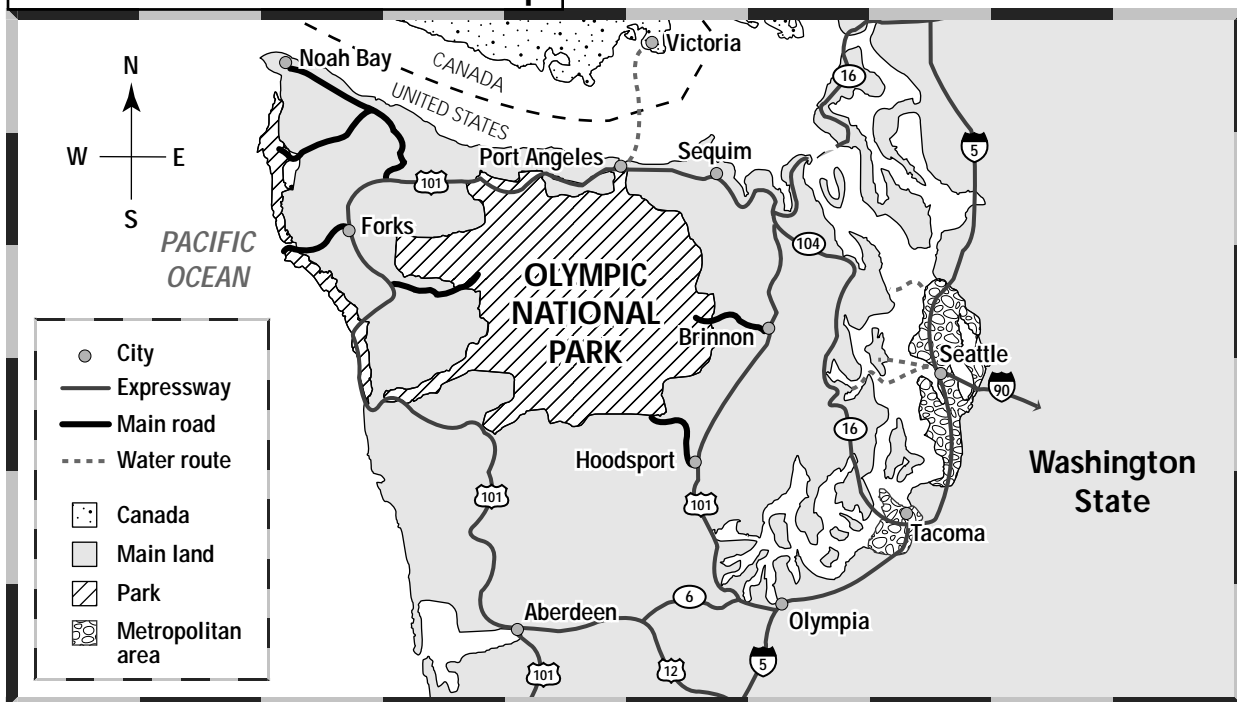 Noah Bay
Victoria
N
CANADA
UNITED STATES
16
5
W
E
S
Port Angeles
Sequim
101
Forks
PACIFIC
OCEAN
104
OLYMPIC
NATIONAL
PARK
Brinnon
Seattle
90
City
Expressway
Main road
Water route
16
Hoodsport
Washington
State
101
101
Canada
Main land
Park
Metropolitan
area
Tacoma
6
Aberdeen
Olympia
101
12
5